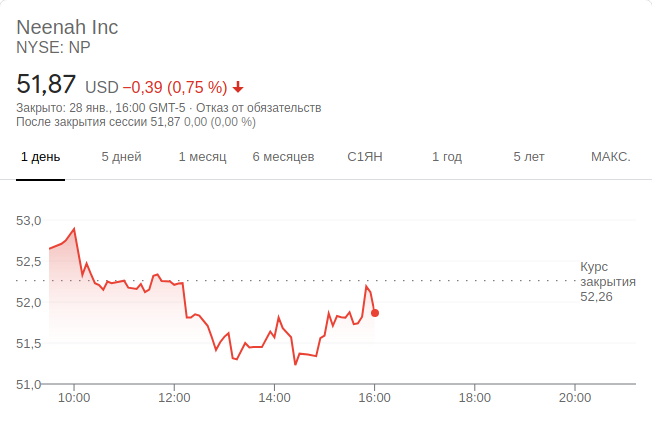 Neenah Inc
NYSE: NP
51,87 USD −0,39 (0,75 %)
Закрыто: 28 янв., 16:00 GMT-5 · Отказ от обязательств
После закрытия сессии 51,87 0,00 (0,00 %)
1 день 5 дней 1 месяц 6 месяцев С1ЯН 1 год 5 лет МАКС.
53,0
52,5
52,0
51,5
51,0
Курс
закрытия
52,26
10:00 12:00 14:00 16:00 18:00 20:00